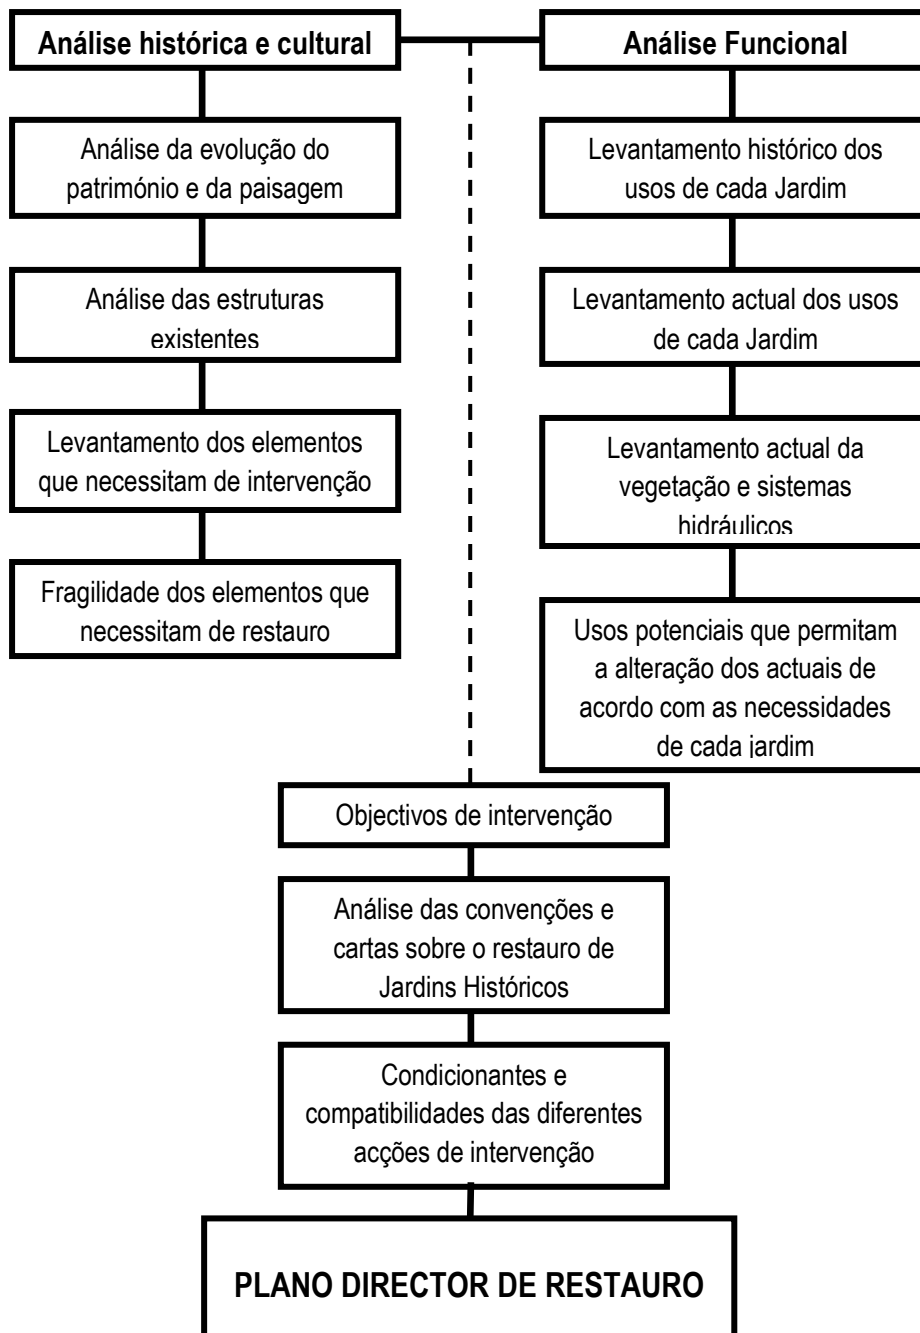 Análise histórica e cultural
Análise da evolução do
património e da paisagem
Análise das estruturas
existentes
Levantamento dos elementos
que necessitam de intervenção
Fragilidade dos elementos que
necessitam de restauro
Análise Funcional
Levantamento histórico dos
usos de cada Jardim
Levantamento actual dos usos
de cada Jardim
Levantamento actual da
vegetação e sistemas
hidráulicos
Usos potenciais que permitam
a alteração dos actuais de
acordo com as necessidades
de cada jardim
Objectivos de intervenção
Análise das convenções e
cartas sobre o restauro de
Jardins Históricos
Condicionantes e
compatibilidades das diferentes
acções de intervenção
PLANO DIRECTOR DE RESTAURO